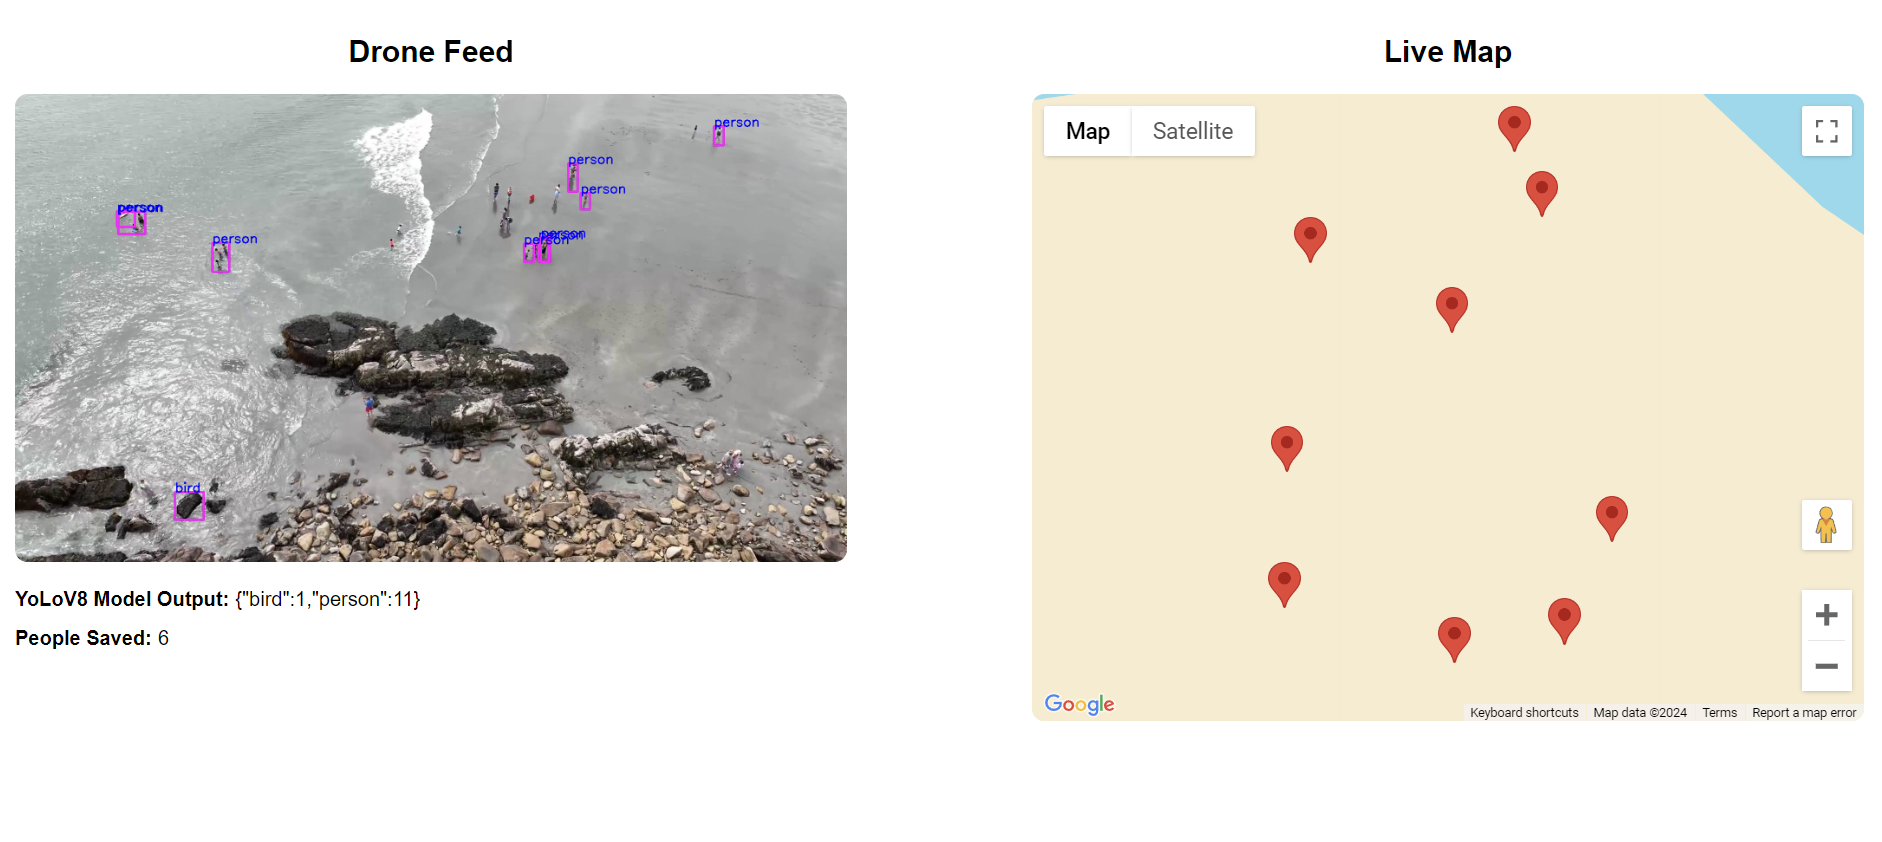 Drone Feed
person
person
person
person
person
person
person
person
bird
YoLoV8 Model Output: {"bird":1,"person":11}
People Saved: 6
Live Map
Map
Satellite
Google
Keyboard shortcuts
Map data ©2024
Terms
Report a map error